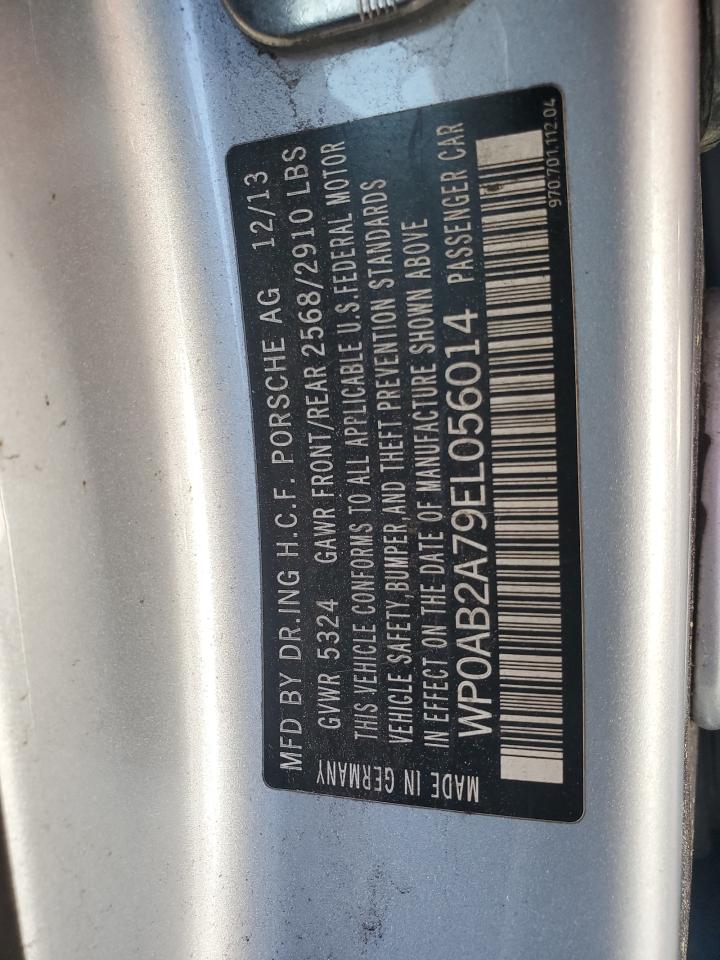 MFD BY DR.ING H.C.F. PORSCHE AG 12/13
GVWR 5324 GAWR FRONT/REAR 2568/2910 LBS
THIS VEHICLE CONFORMS TO ALL APPLICABLE U.S.FEDERAL MOTOR
VEHICLE SAFETY,BUMPER,AND THEFT PREVENTION STANDARDS
IN EFFECT ON THE DATE OF MANUFACTURE SHOWN ABOVE
WP0AB2A79EL056014 PASSENGER CAR
MADE IN GERMANY
970.701.112.04